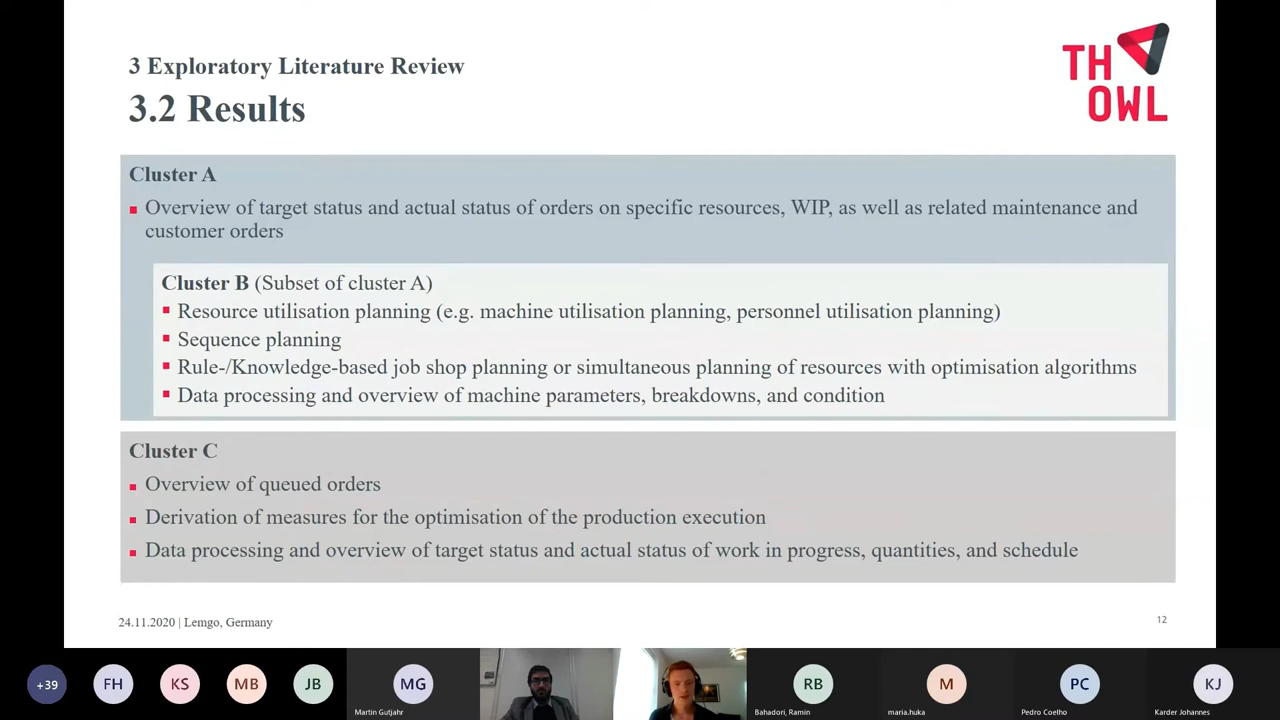 3 Exploratory Literature Review
3.2 Results
TH
OWL
Cluster A
Overview of target status and actual status of orders on specific resources, WIP, as well as related maintenance and
customer orders
Cluster B (Subset of cluster A)
Resource utilisation planning (e.g. machine utilisation planning, personnel utilisation planning)
Sequence planning
Rule-/Knowledge-based job shop planning or simultaneous planning of resources with optimisation algorithms
Data processing and overview of machine parameters, breakdowns, and condition
Cluster C
Overview of queued orders
Derivation of measures for the optimisation of the production execution
Data processing and overview of target status and actual status of work in progress, quantities, and schedule
24.11.2020 | Lemgo, Germany
12
+39
FH
KS
MB
JB
MG
RB
M
PC
KJ
Martin Gutjahr
Bahadori, Ramin
maria.huka
Pedro Coelho
Karder Johannes